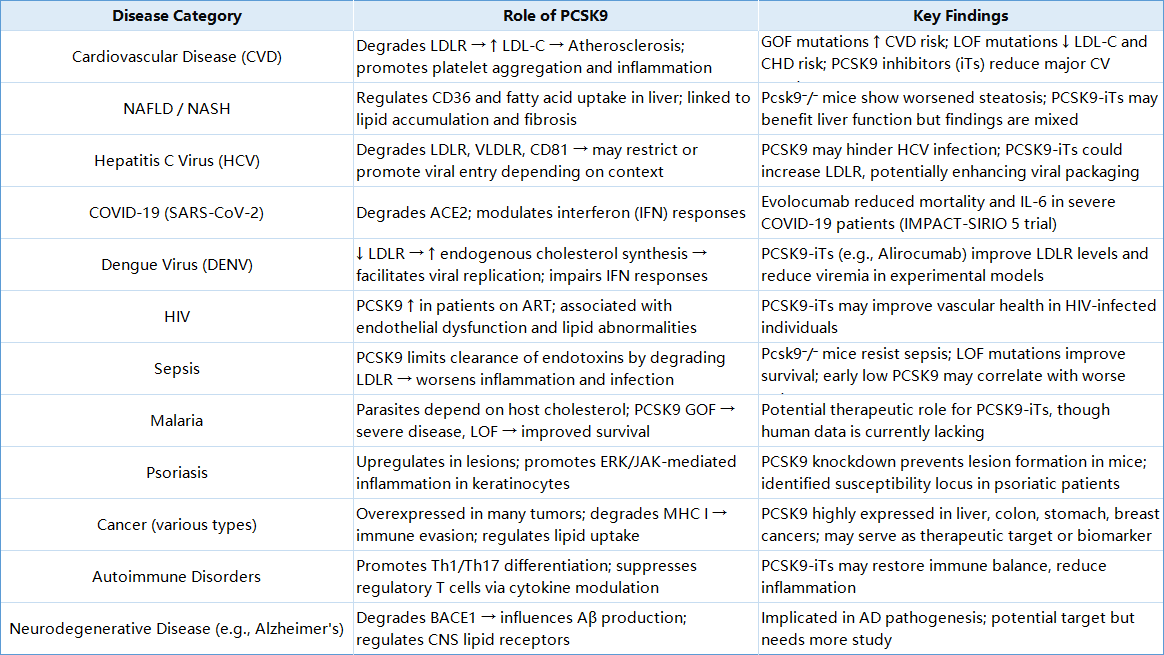 Disease Category
Role of PCSK9
Key Findings
Cardiovascular Disease (CVD)
Degrades LDLR → ↑ LDL-C → Atherosclerosis;
promotes platelet aggregation and inflammation
GOF mutations ↑ CVD risk; LOF mutations ↓ LDL-C and
CHD risk; PCSK9 inhibitors (iTs) reduce major CV
NAFLD / NASH
Regulates CD36 and fatty acid uptake in liver; linked to
lipid accumulation and fibrosis
Pcsk9⁻/⁻ mice show worsened steatosis; PCSK9-iTs may
benefit liver function but findings are mixed
Hepatitis C Virus (HCV)
Degrades LDLR, VLDLR, CD81 → may restrict or
promote viral entry depending on context
PCSK9 may hinder HCV infection; PCSK9-iTs could
increase LDLR, potentially enhancing viral packaging
COVID-19 (SARS-CoV-2)
Degrades ACE2; modulates interferon (IFN) responses
Evolocumab reduced mortality and IL-6 in severe
COVID-19 patients (IMPACT-SIRIO 5 trial)
Dengue Virus (DENV)
↓ LDLR → ↑ endogenous cholesterol synthesis →
facilitates viral replication; impairs IFN responses
PCSK9-iTs (e.g., Alirocumab) improve LDLR levels and
reduce viremia in experimental models
HIV
PCSK9 ↑ in patients on ART; associated with
endothelial dysfunction and lipid abnormalities
PCSK9-iTs may improve vascular health in HIV-infected
individuals
Sepsis
PCSK9 limits clearance of endotoxins by degrading
LDLR → worsens inflammation and infection
Pcsk9⁻/⁻ mice resist sepsis; LOF mutations improve
survival; early low PCSK9 may correlate with worse
Malaria
Parasites depend on host cholesterol; PCSK9 GOF →
severe disease, LOF → improved survival
Potential therapeutic role for PCSK9-iTs, though
human data is currently lacking
Psoriasis
Upregulates in lesions; promotes ERK/JAK-mediated
inflammation in keratinocytes
PCSK9 knockdown prevents lesion formation in mice;
identified susceptibility locus in psoriatic patients
Cancer (various types)
Overexpressed in many tumors; degrades MHC I →
immune evasion; regulates lipid uptake
PCSK9 highly expressed in liver, colon, stomach, breast
cancers; may serve as therapeutic target or biomarker
Autoimmune Disorders
Promotes Th1/Th17 differentiation; suppresses
regulatory T cells via cytokine modulation
PCSK9-iTs may restore immune balance, reduce
inflammation
Neurodegenerative Disease (e.g., Alzheimer's)
Degrades BACE1 → influences Aβ production;
regulates CNS lipid receptors
Implicated in AD pathogenesis; potential target but
needs more study